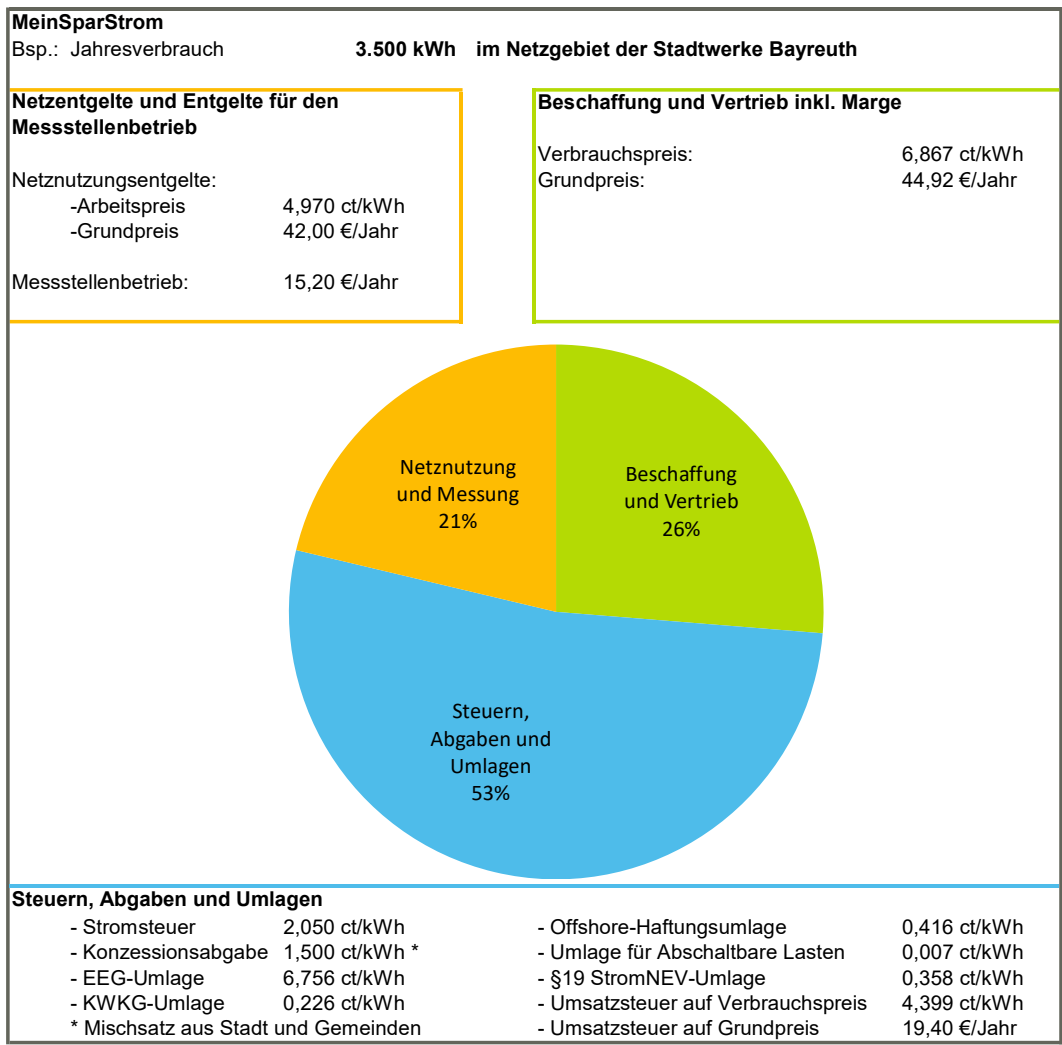 MeinSparStrom
Bsp.: Jahresverbrauch 3.500 kWh im Netzgebiet der Stadtwerke Bayreuth
Netzentgelte und Entgelte für den
Messstellenbetrieb
Netznutzungsentgelte:
-Arbeitspreis 4,970 ct/kWh
-Grundpreis 42,00 €/Jahr
Messstellenbetrieb: 15,20 €/Jahr
Beschaffung und Vertrieb inkl. Marge
Verbrauchspreis: 6,867 ct/kWh
Grundpreis: 44,92 €/Jahr
Netznutzung
und Messung
21%
Beschaffung
und Vertrieb
26%
Steuern,
Abgaben und
Umlagen
53%
Steuern, Abgaben und Umlagen
- Stromsteuer 2,050 ct/kWh
- Konzessionsabgabe 1,500 ct/kWh *
- EEG-Umlage 6,756 ct/kWh
- KWKG-Umlage 0,226 ct/kWh
* Mischsatz aus Stadt und Gemeinden
- Offshore-Haftungsumlage 0,416 ct/kWh
- Umlage für Abschaltbare Lasten 0,007 ct/kWh
- §19 StromNEV-Umlage 0,358 ct/kWh
- Umsatzsteuer auf Verbrauchspreis 4,399 ct/kWh
- Umsatzsteuer auf Grundpreis 19,40 €/Jahr